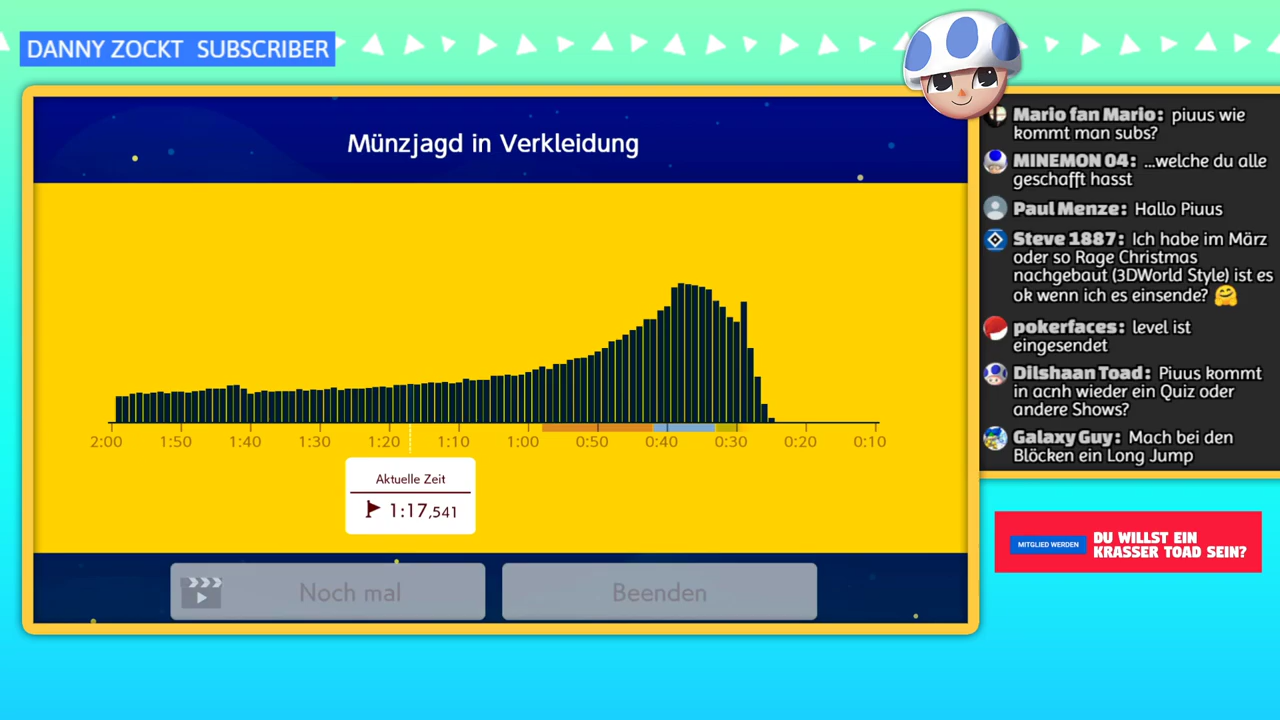 DANNY ZOCKT SUBSCRIBER
Münzjagd in Verkleidung
2:00 1:50 1:40 1:30 1:20 1:10 1:00 0:50 0:40 0:30 0:20 0:10
Aktuelle Zeit
1:17,541
Noch mal
Beenden
Mario fan Mario: piuus wie
kommt man subs?
MINEMON 04: ...welche du alle
geschafft hasst
Paul Menze: Hallo Piuus
Steve 1887: Ich habe im März
oder so Rage Christmas
nachgebaut (3DWorld Style) ist es
ok wenn ich es einsende? 🤗
pokerfaces: level ist
eingesendet
Dilshaan Toad: Piuus kommt
in acnh wieder ein Quiz oder
andere Shows?
Galaxy Guy: Mach bei den
Blöcken ein Long Jump
MITGLIED WERDEN
DU WILLST EIN
KRASSER TOAD SEIN?